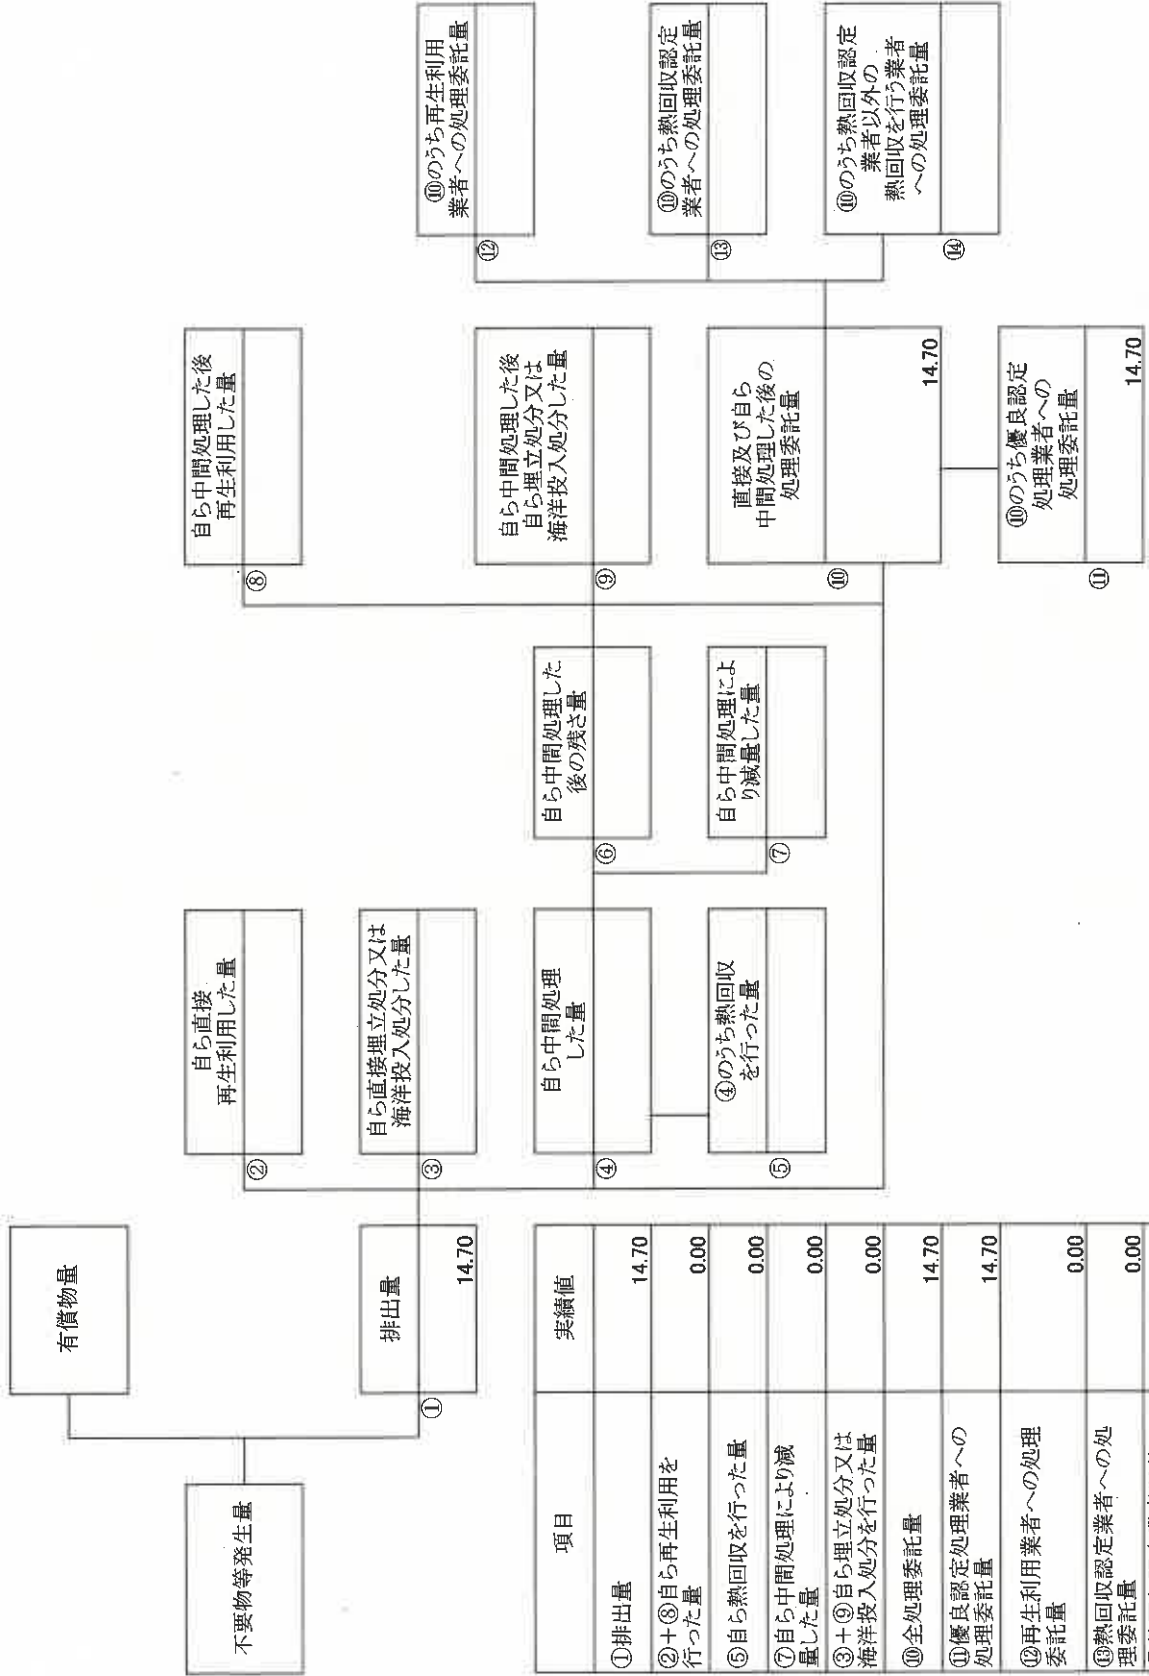 有償物量
不要物等発生量
排出量
①
14.70
自ら直接
再生利用した量
②
自ら直接埋立処分又は
海洋投入処分した量
③
自ら中間処理
した量
④
④のうち熱回収
を行った量
⑤
自ら中間処理した
後の残さ量
⑥
自ら中間処理によ
り減量した量
⑦
自ら中間処理した後
再生利用した量
⑧
自ら中間処理した後
自ら埋立処分又は
海洋投入処分した量
⑨
直接及び自ら
中間処理した後の
処理委託量
⑩
14.70
⑩のうち優良認定
処理業者への
処理委託量
⑪
14.70
⑩のうち再生利用
業者への処理委託量
⑫
⑩のうち熱回収認定
業者への処理委託量
⑬
⑩のうち熱回収認定
業者以外の
熱回収を行う業者
への処理委託量
⑭
項目
実績値
①排出量
14.70
②+⑧自ら再生利用を
行った量
0.00
⑤自ら熱回収を行った量
0.00
⑦自ら中間処理により減
量した量
0.00
③+⑨自ら埋立処分又は
海洋投入処分を行った量
0.00
⑩全処理委託量
14.70
⑪優良認定処理業者への
処理委託量
14.70
⑫再生利用業者への処理
委託量
0.00
⑬熱回収認定業者への処
理委託量
0.00